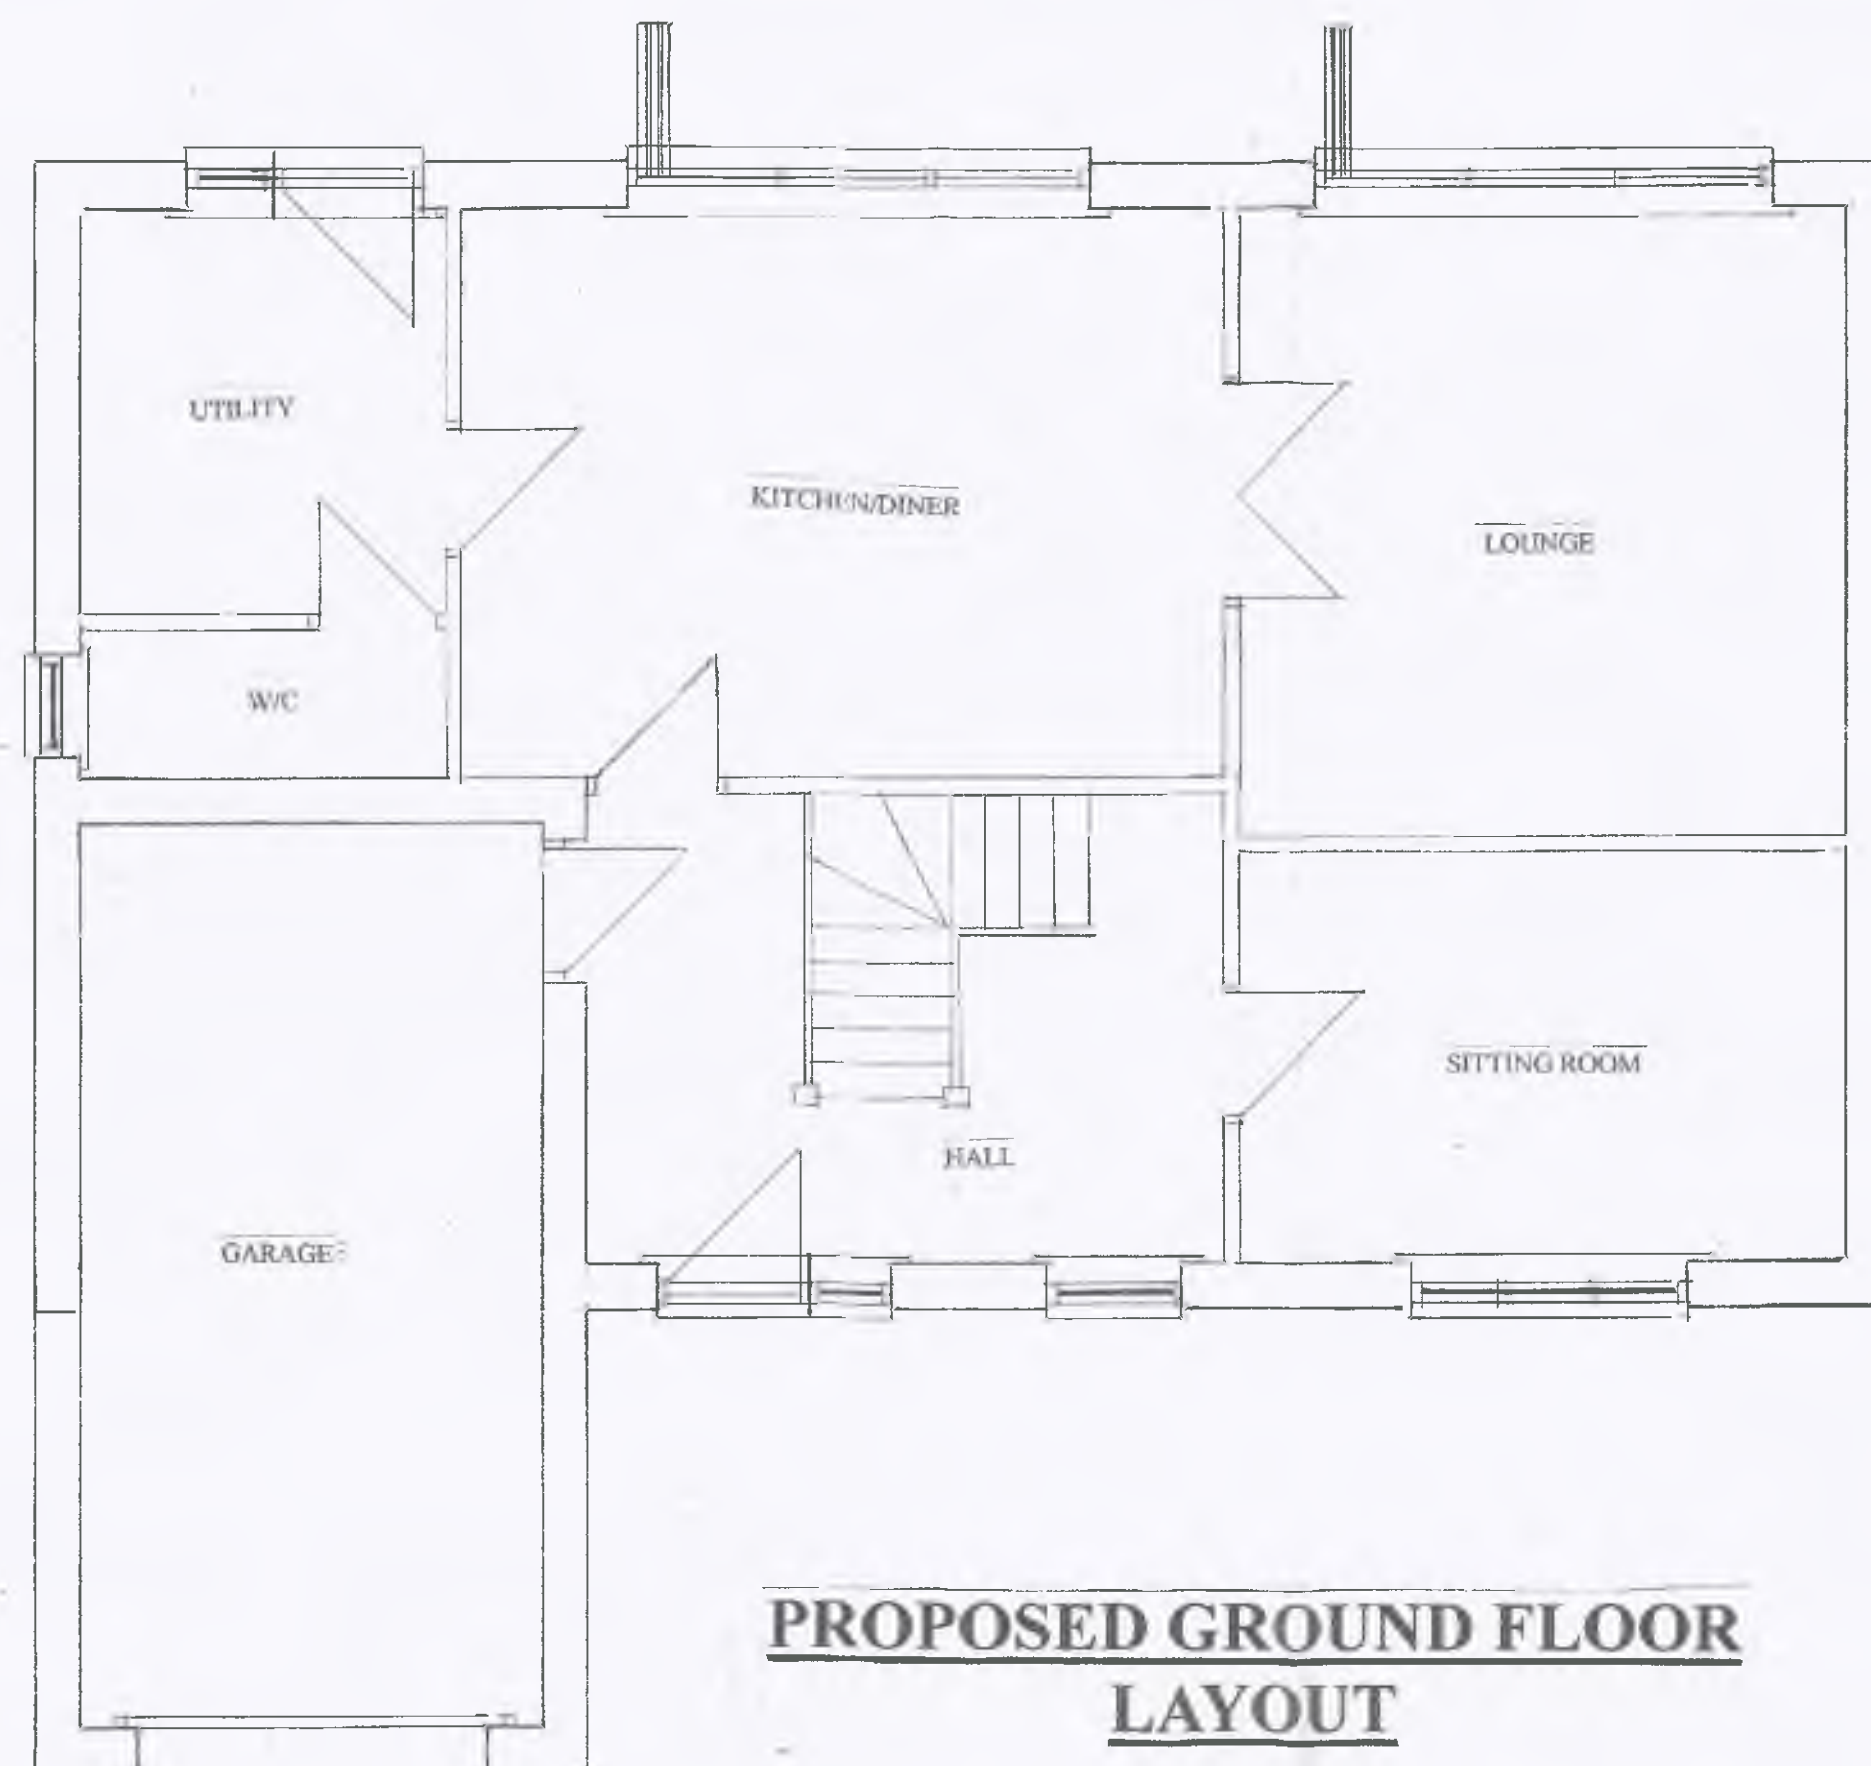 UTILITY
KITCHEN/DINER
LOUNGE
W/C
SITTING ROOM
HALL
GARAGE
PROPOSED GROUND FLOOR
LAYOUT